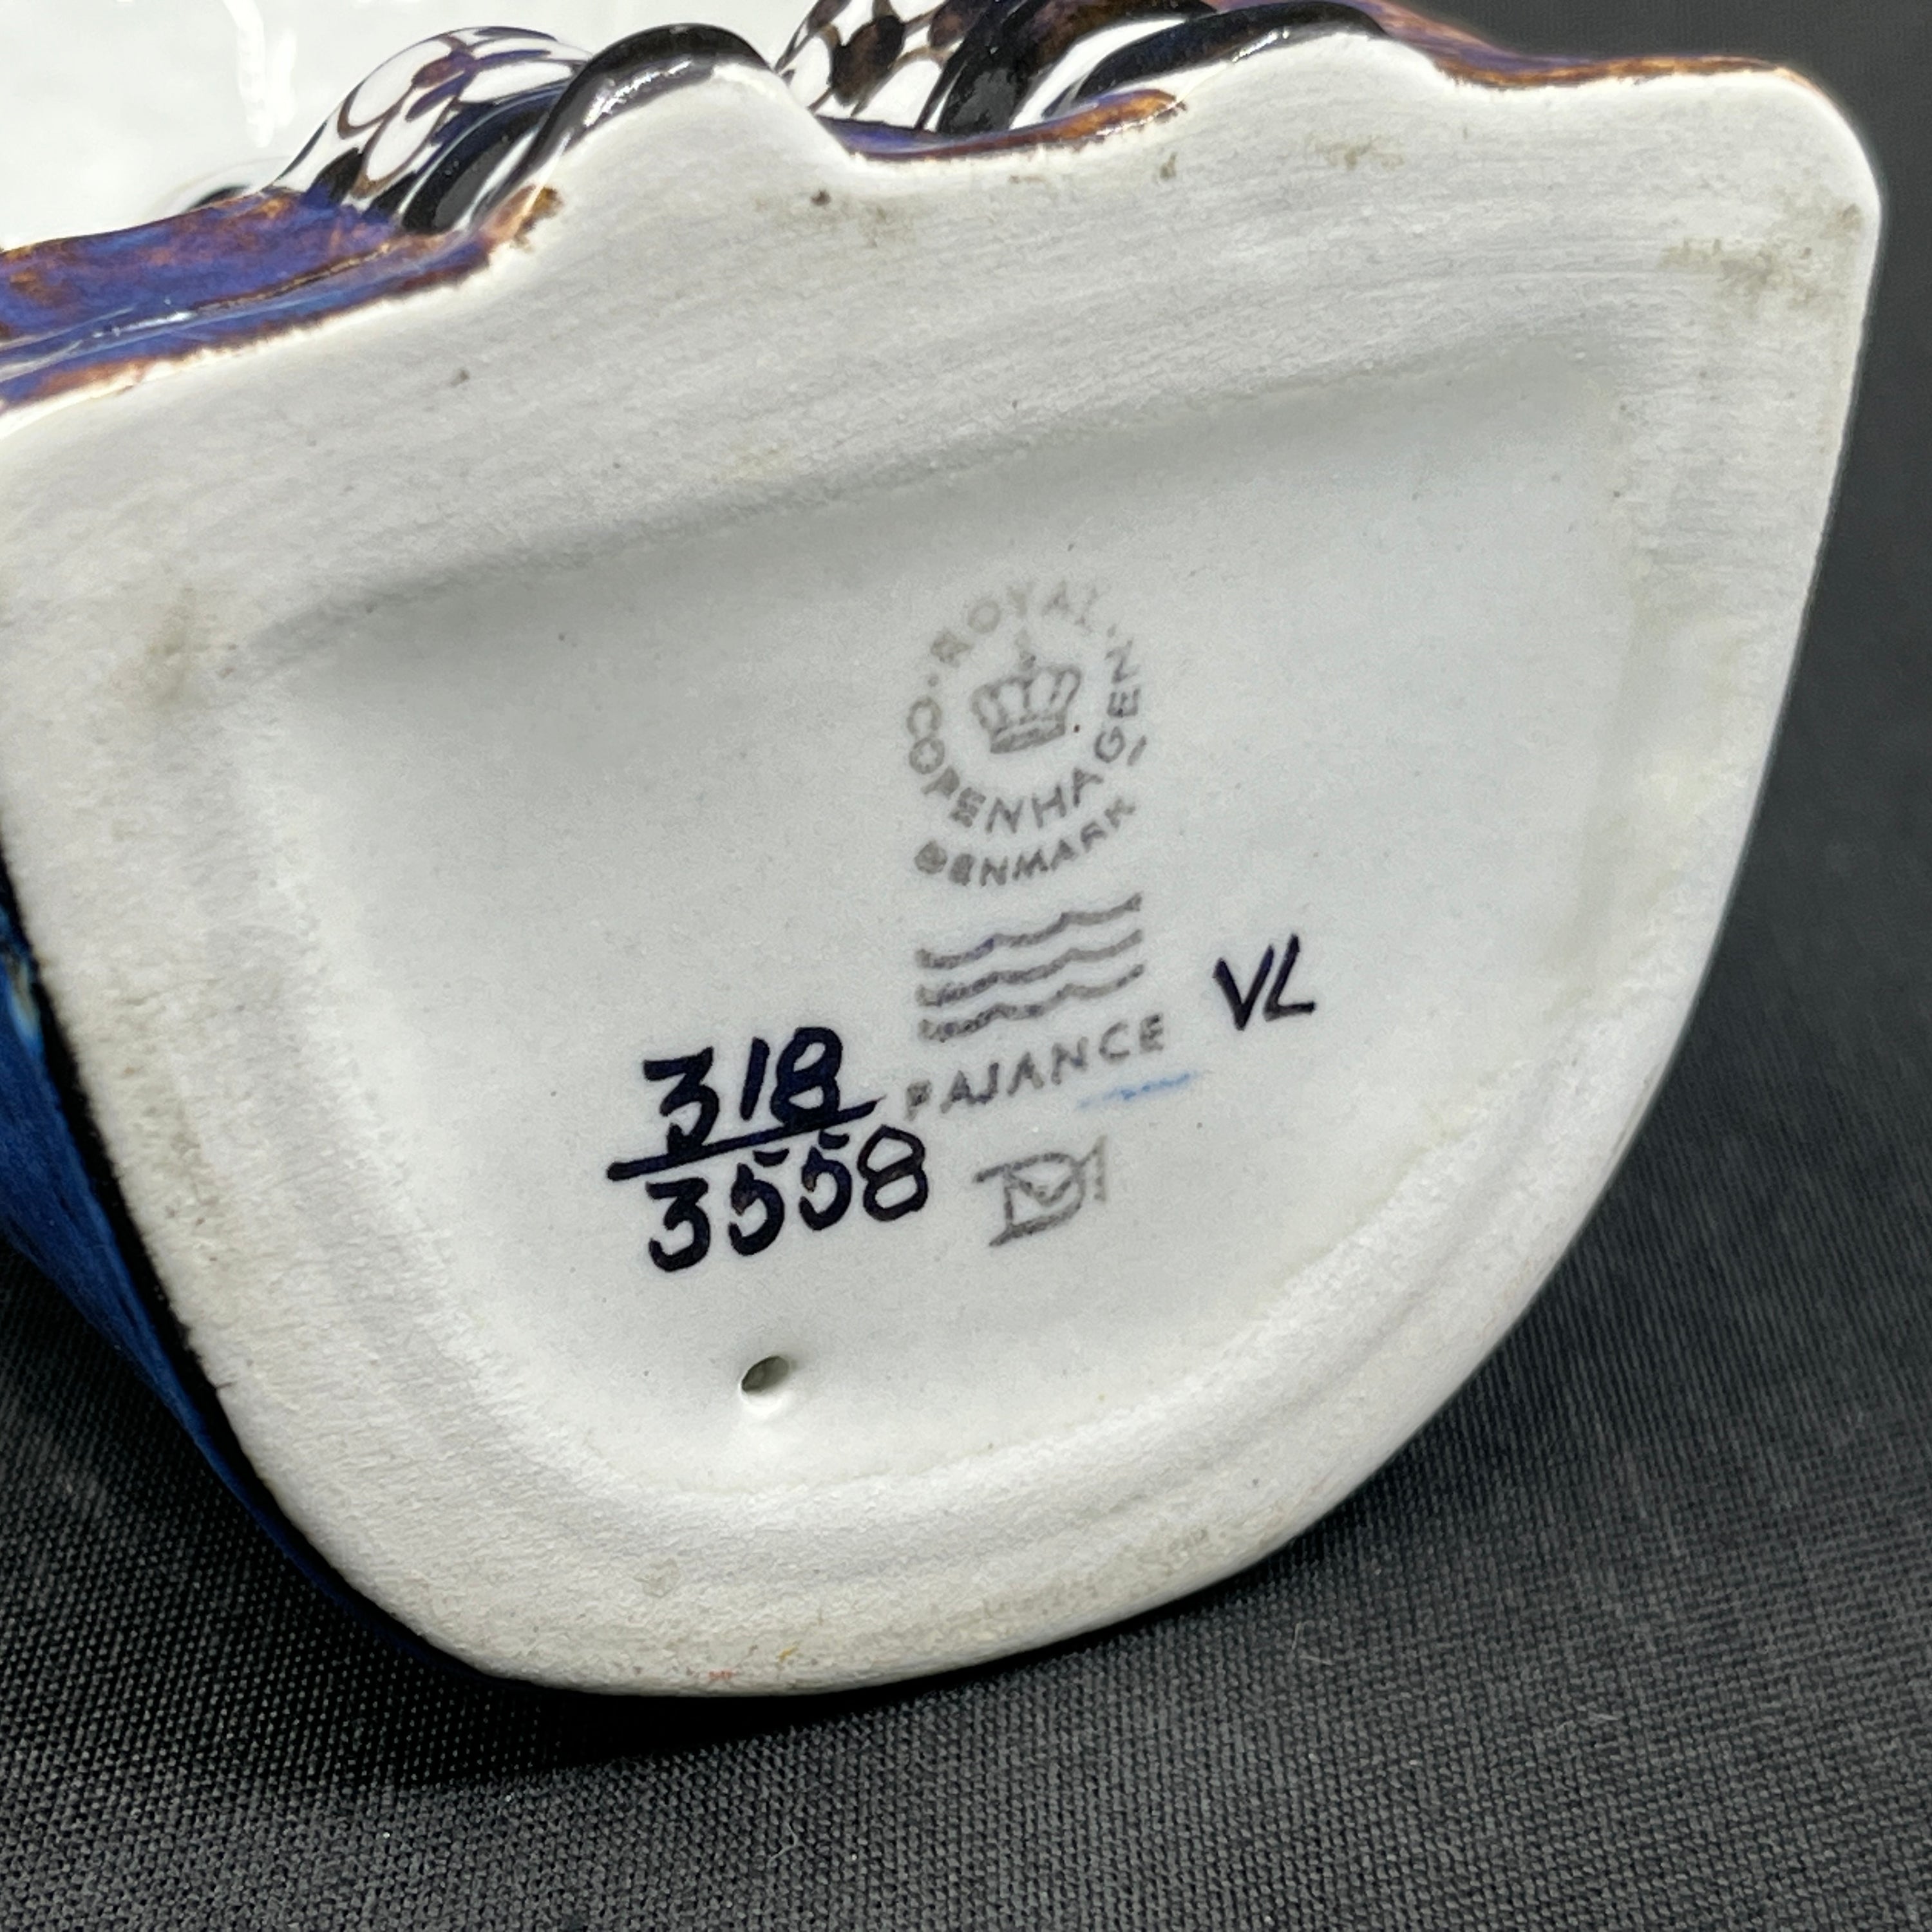 ROYAL
COPENHAGEN
DENMARK
VL
FAJANCE
318
3558